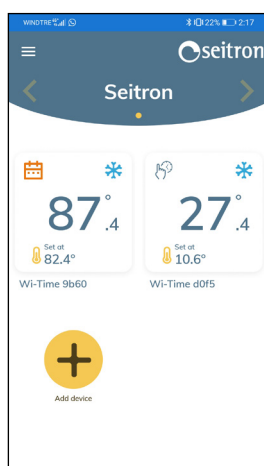 WINDTRE 22% 2:17
seitron
Seitron
87°.4
Set at
82.4°
27°.4
Set at
10.6°
Wi-Time 9b60
Wi-Time d0f5
Add device